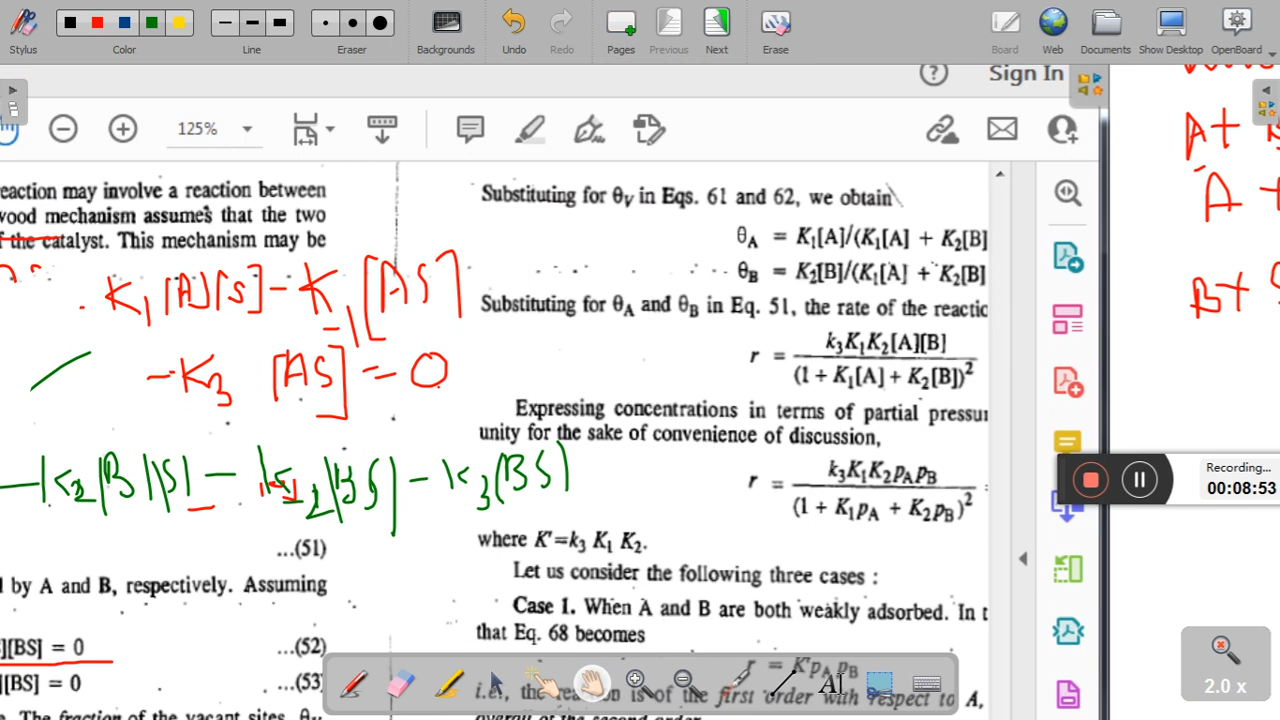 Stylus Color Line Eraser Backgrounds Undo Redo Pages Previous Next Erase Board Web Documents Show Desktop OpenBoard
Sign In
125%
eaction may involve a reaction between
wood mechanism assumes that the two
f the catalyst. This mechanism may be
K1[A][S] - K-1[AS]
-K3 [AS] = 0
-K2[B][S] - K-2[BS] - K3(BS)
...(51)
l by A and B, respectively. Assuming
][BS] = 0 ...(52)
][BS] = 0 ...(53)
The fraction of the vacant sites, θV
Substituting for θV in Eqs. 61 and 62, we obtain
θA = K1[A]/(K1[A] + K2[B]
θB = K2[B]/(K1[A] + K2[B]
Substituting for θA and θB in Eq. 51, the rate of the reactio
r = k3K1K2[A][B]
(1 + K1[A] + K2[B])²
Expressing concentrations in terms of partial pressu
unity for the sake of convenience of discussion,
r = k3K1K2pApB =
(1 + K1pA + K2pB)²
where K' = k3 K1 K2.
Let us consider the following three cases :
Case 1. When A and B are both weakly adsorbed. In t
that Eq. 68 becomes
r = K'pApB
i.e., the reaction is of the first order with respect to A,
overall of the second order
A +
A +
B +
Recording...
00:08:53
2.0 x